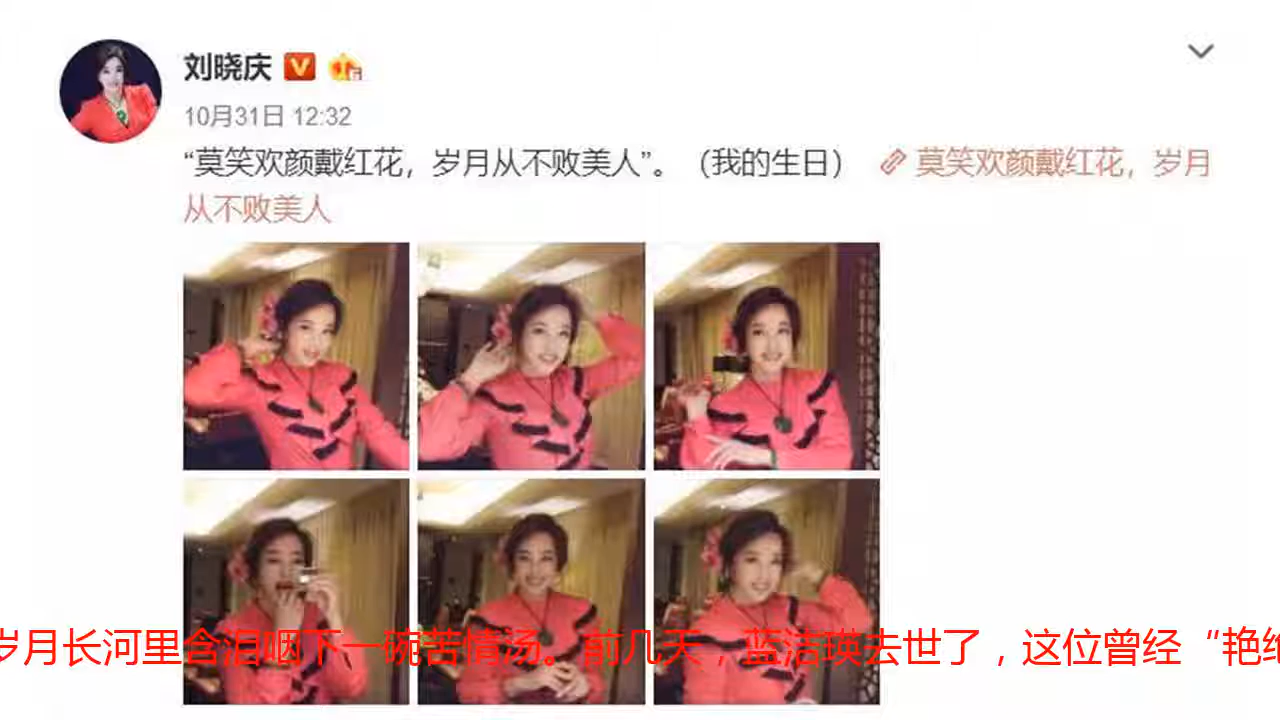 刘晓庆
10月31日 12:32
“莫笑欢颜戴红花，岁月从不败美人”。（我的生日） 莫笑欢颜戴红花，岁月
从不败美人
岁月长河里含泪咽下一碗苦情汤。前几天，蓝洁瑛去世了，这位曾经“艳绝